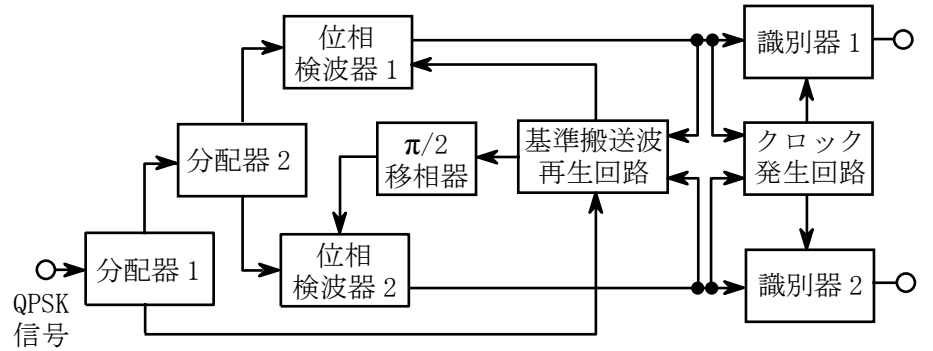 位相
検波器 1
識別器 1
分配器 2
π/2
移相器
基準搬送波
再生回路
クロック
発生回路
分配器 1
位相
検波器 2
識別器 2
QPSK
信号